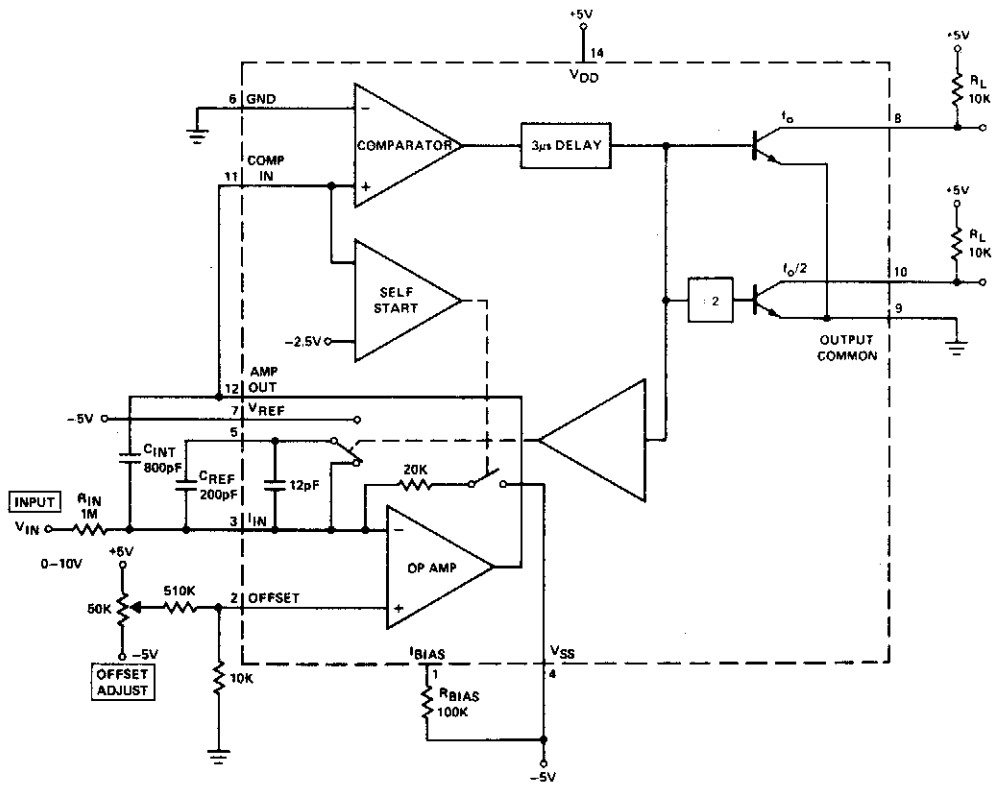 +5V
14
VDD
+5V
RL
10K
6 GND
−
COMPARATOR
+
3µs DELAY
fo
8
COMP
11 IN
+5V
RL
10K
SELF
START
−2.5V
fo/2
10
2
9
OUTPUT
COMMON
AMP
12 OUT
−5V
7 VREF
5
CINT
800pF
CREF
200pF
12pF
20K
INPUT
RIN
1M
VIN
3 IIN
−
0–10V
OP AMP
+5V
510K
50K
2 OFFSET
+
−5V
OFFSET
ADJUST
10K
IBIAS
1
VSS
4
RBIAS
100K
−5V